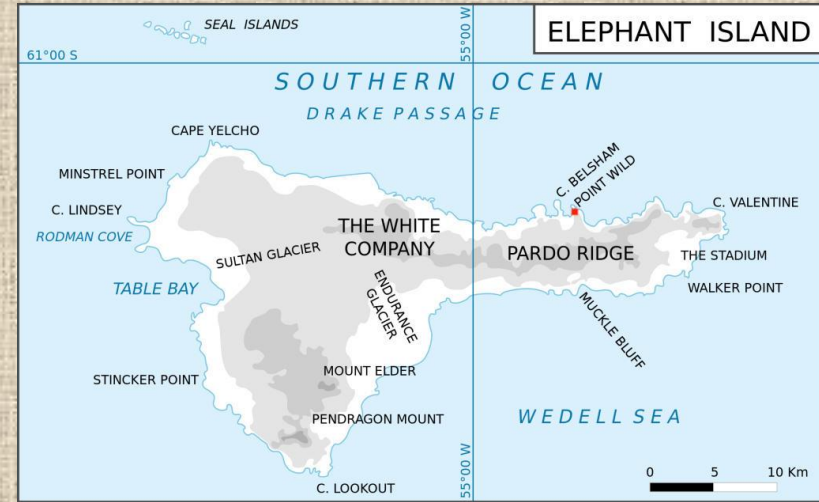 SEAL ISLANDS
ELEPHANT ISLAND
61°00 S
55°00 W
SOUTHERN OCEAN
DRAKE PASSAGE
CAPE YELCHO
MINSTREL POINT
C. BELSHAM
POINT WILD
C. LINDSEY
C. VALENTINE
RODMAN COVE
THE WHITE
COMPANY
PARDO RIDGE
SULTAN GLACIER
THE STADIUM
TABLE BAY
WALKER POINT
ENDURANCE
GLACIER
MUCKLE BLUFF
MOUNT ELDER
STINCKER POINT
PENDRAGON MOUNT
WEDELL SEA
55°00 W
C. LOOKOUT
0 5 10 Km